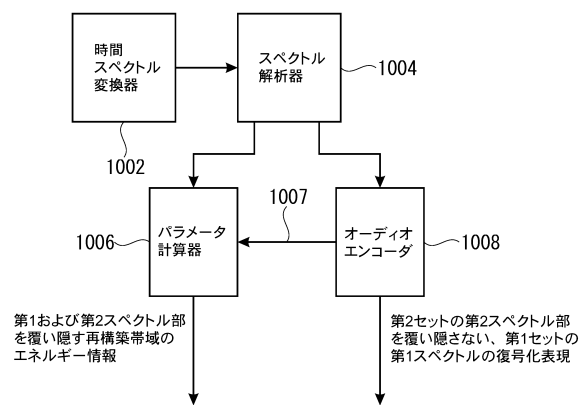 時間
スペクトル
変換器
1002
スペクトル
解析器
1004
パラメータ
計算器
1006
1007
オーディオ
エンコーダ
1008
第1および第2スペクトル部
を覆い隠す再構築帯域の
エネルギー情報
第2セットの第2スペクトル部
を覆い隠さない、第1セットの
第1スペクトルの復号化表現